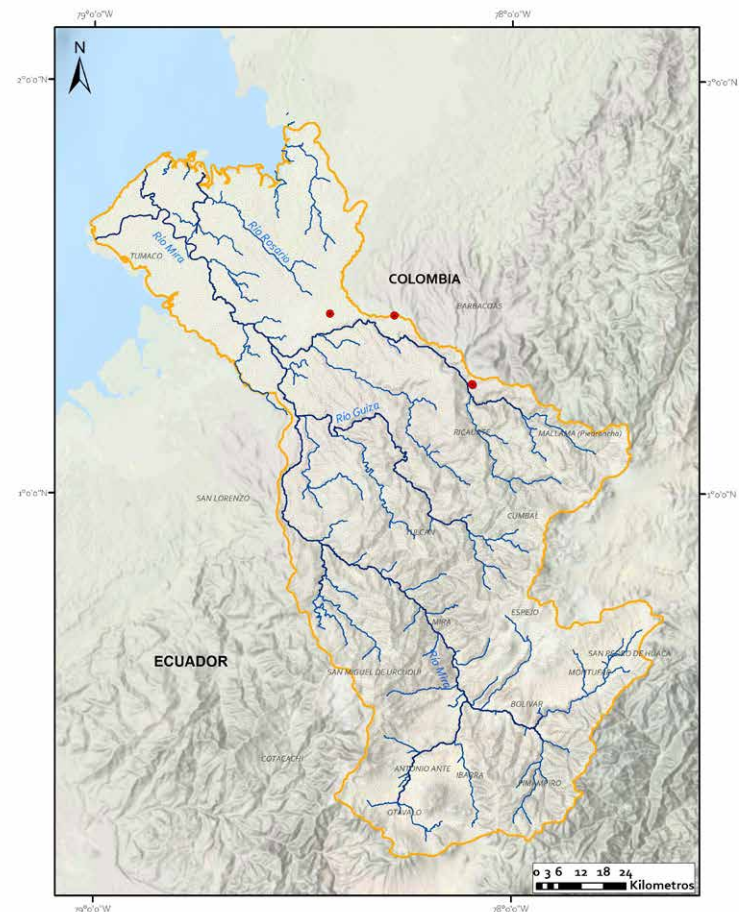 79°0'0"W
78°0'0"W
N
2°0'0"N
2°0'0"N
Río Rosario
Río Mira
TUMACO
COLOMBIA
BARBACOAS
Río Guiza
RICAURTE
MALLAMA (Piedrancha)
1°0'0"N
1°0'0"N
SAN LORENZO
CUMBAL
TULCAN
ESPEJO
MIRA
SAN PEDRO DE HUACA
ECUADOR
Río Mira
SAN MIGUEL DE URCUQUI
MONTUFAR
BOLIVAR
COTACACHI
ANTONIO ANTE
IBARRA
PIMAMPIRO
OTAVALO
0 3 6 12 18 24
Kilometros
79°0'0"W
78°0'0"W